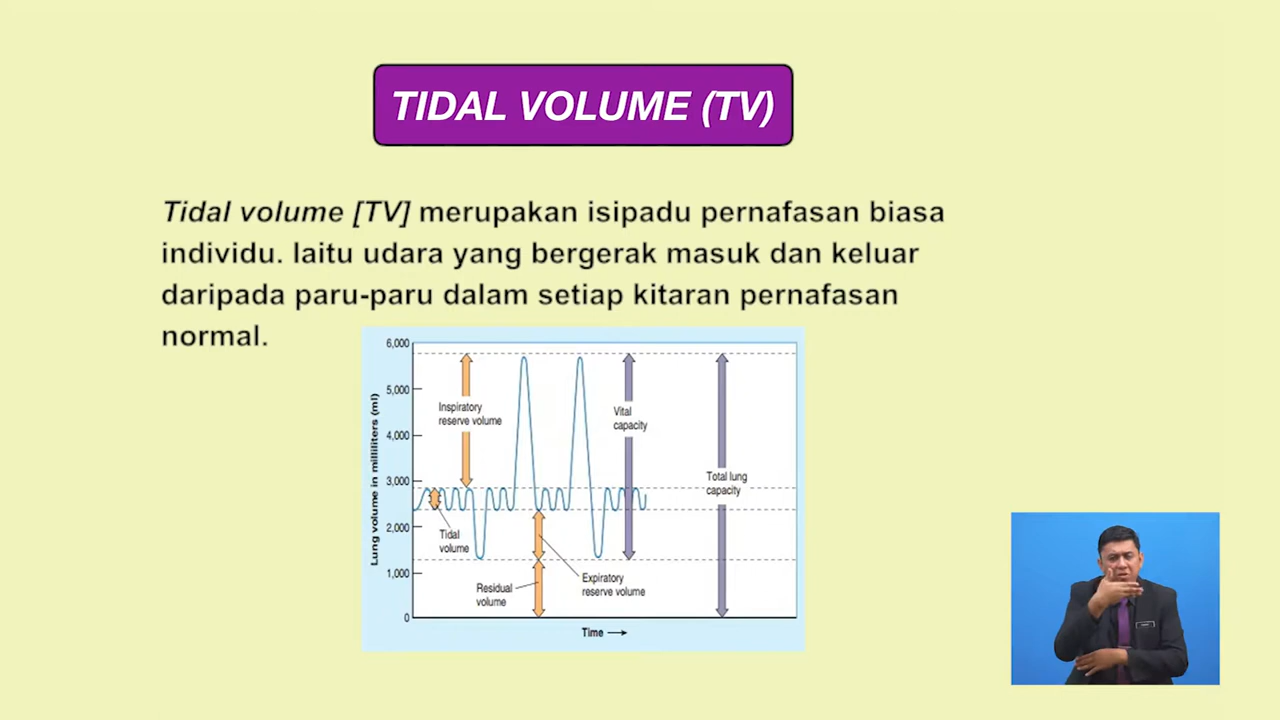 TIDAL VOLUME (TV)
Tidal volume [TV] merupakan isipadu pernafasan biasa
individu. Iaitu udara yang bergerak masuk dan keluar
daripada paru-paru dalam setiap kitaran pernafasan
normal.
Lung volume in milliliters (ml)
6,000
5,000
4,000
3,000
2,000
1,000
0
Inspiratory
reserve volume
Vital
capacity
Total lung
capacity
Tidal
volume
Residual
volume
Expiratory
reserve volume
Time